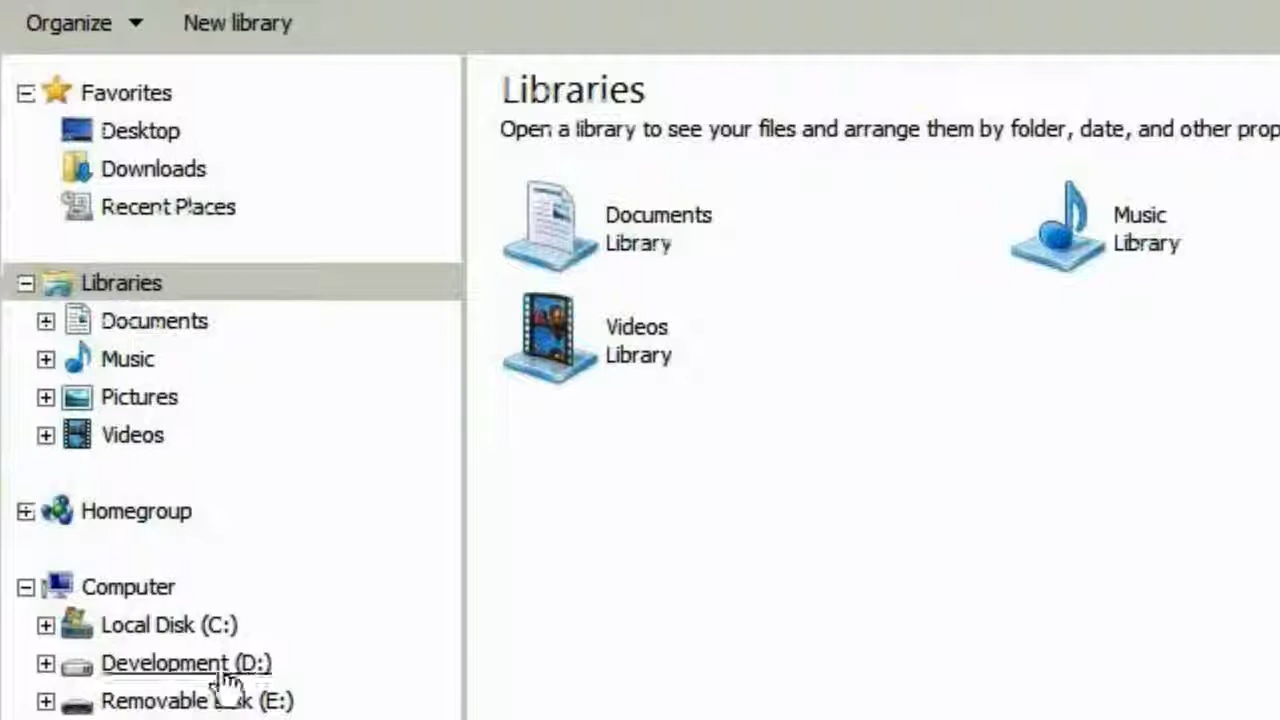 Organize
New library
Favorites
Desktop
Downloads
Recent Places
Libraries
Documents
Music
Pictures
Videos
Homegroup
Computer
Local Disk (C:)
Development (D:)
Removable (E:)
Libraries
Open a library to see your files and arrange them by folder, date, and other prop
Documents
Library
Music
Library
Videos
Library